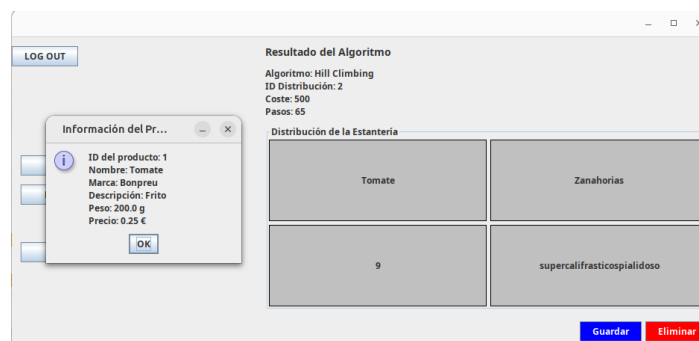 LOG OUT
Resultado del Algoritmo
Algoritmo: Hill Climbing
ID Distribución: 2
Coste: 500
Pasos: 65
Información del Pr...
ID del producto: 1
Nombre: Tomate
Marca: Bonpreu
Descripción: Frito
Peso: 200.0 g
Precio: 0.25 €
OK
Distribución de la Estantería
Tomate
Zanahorias
9
supercalifrasticospialidoso
Guardar
Eliminar